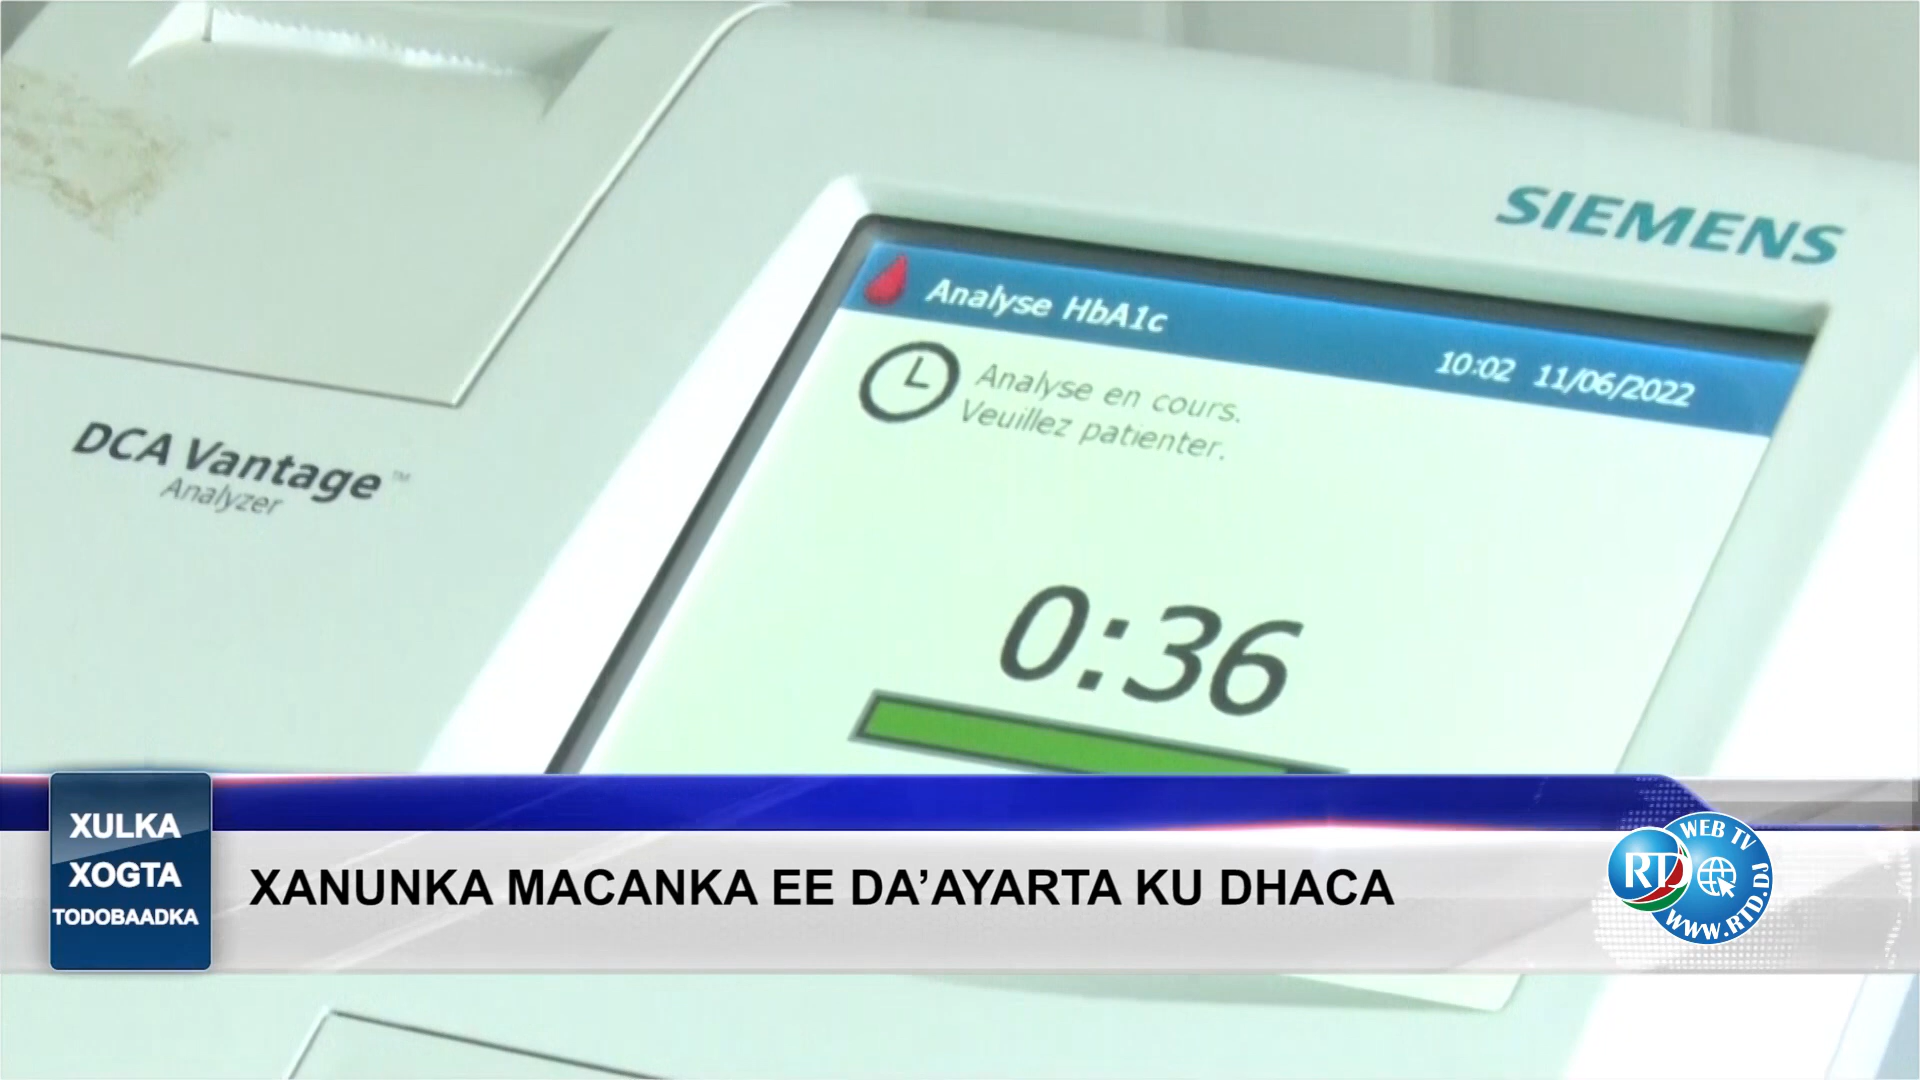 SIEMENS
Analyse HbA1c
10:02 11/06/2022
Analyse en cours.
Veuillez patienter.
DCA Vantage™
Analyzer
0:36
XULKA
XOGTA
TODOBAADKA
XANUNKA MACANKA EE DA’AYARTA KU DHACA
WEB TV
RTD
WWW.RTD.DJ